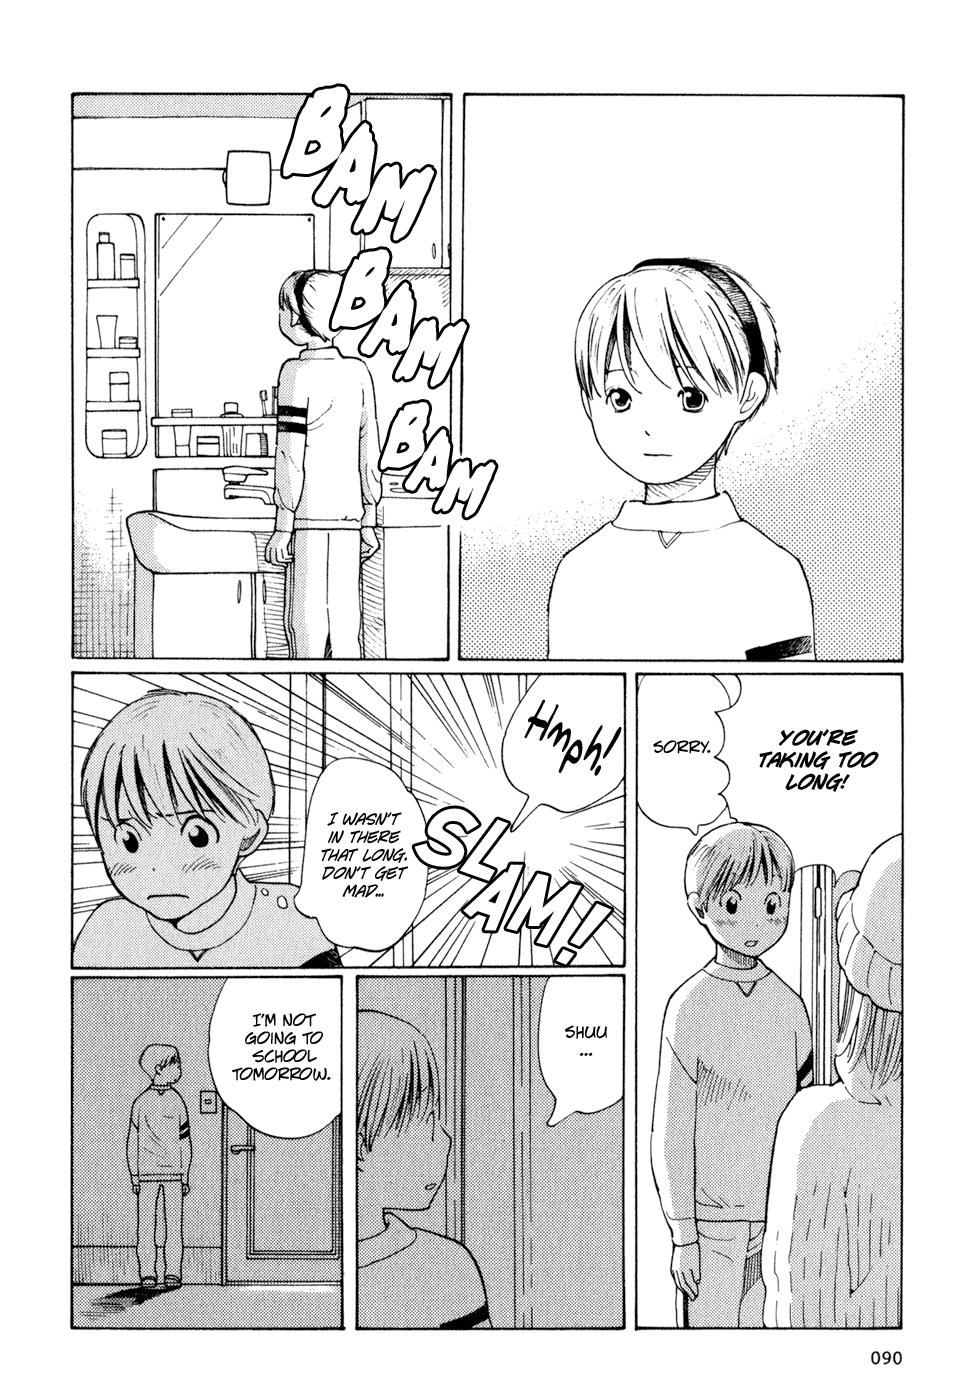 BAM
BAM
BAM
YOU'RE
TAKING TOO
LONG!
SORRY.
Hmph!
SLAM!
I WASN'T
IN THERE
THAT LONG.
DON'T GET
MAD...
SHUU
...
I'M NOT
GOING TO
SCHOOL
TOMORROW.
090